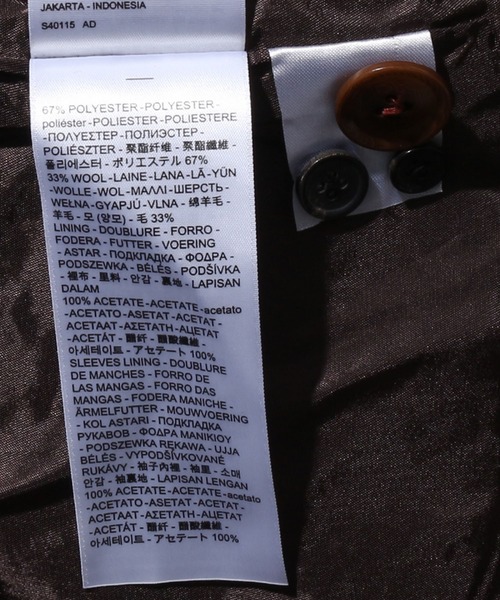 JAKARTA - INDONESIA
S40115 AD
67% POLYESTER - POLYESTER -
poliéster - POLIESTER - POLIESTERE
- ΠΟΛΥΕΣΤΕΡ - ПОЛИЭСТЕР -
POLIÉSZTER - 聚酯纤维 - 聚酯纖維 -
폴리에스터 - ポリエステル 67%
33% WOOL - LAINE - LANA - LÃ - YÜN
- WOLLE - WOL - ΜΑΛΛΙ - ШЕРСТЬ -
WEŁNA - GYAPJÚ - VLNA - 绵羊毛 -
羊毛 - 모 (양모) - 毛 33%
LINING - DOUBLURE - FORRO -
FODERA - FUTTER - VOERING
- ASTAR - ПОДКЛАДКА - ΦΟΔΡΑ -
PODSZEWKA - BÉLÉS - PODŠÍVKA
- 裡布 - 里料 - 안감 - 裏地 - LAPISAN
DALAM
100% ACETATE - ACETATE - acetato
- ACETATO - ASETAT - ACETAT -
ACETAAT - ΑΣΕΤΑΤΗ - АЦЕТАТ
- ACETÁT - 醋纤 - 醋酸纖維 -
아세테이트 - アセテート 100%
SLEEVES LINING - DOUBLURE
DE MANCHES - FORRO DE
LAS MANGAS - FORRO DAS
MANGAS - FODERA MANICHE -
ÄRMELFUTTER - MOUWVOERING
- KOL ASTARI - ПОДКЛАДКА
РУКАВОВ - ΦΟΔΡΑ ΜΑΝΙΚΙΟΥ
- PODSZEWKA RĘKAWA - UJJA
BÉLÉS - VYPODŠÍVKOVANÉ
RUKÁVY - 袖子內裡 - 袖里 - 소매
안감 - 袖裏地 - LAPISAN LENGAN
100% ACETATE - ACETATE - acetato
- ACETATO - ASETAT - ACETAT -
ACETAAT - ΑΣΕΤΑΤΗ - АЦЕТАТ
- ACETÁT - 醋纤 - 醋酸纖維 -
아세테이트 - アセテート 100%